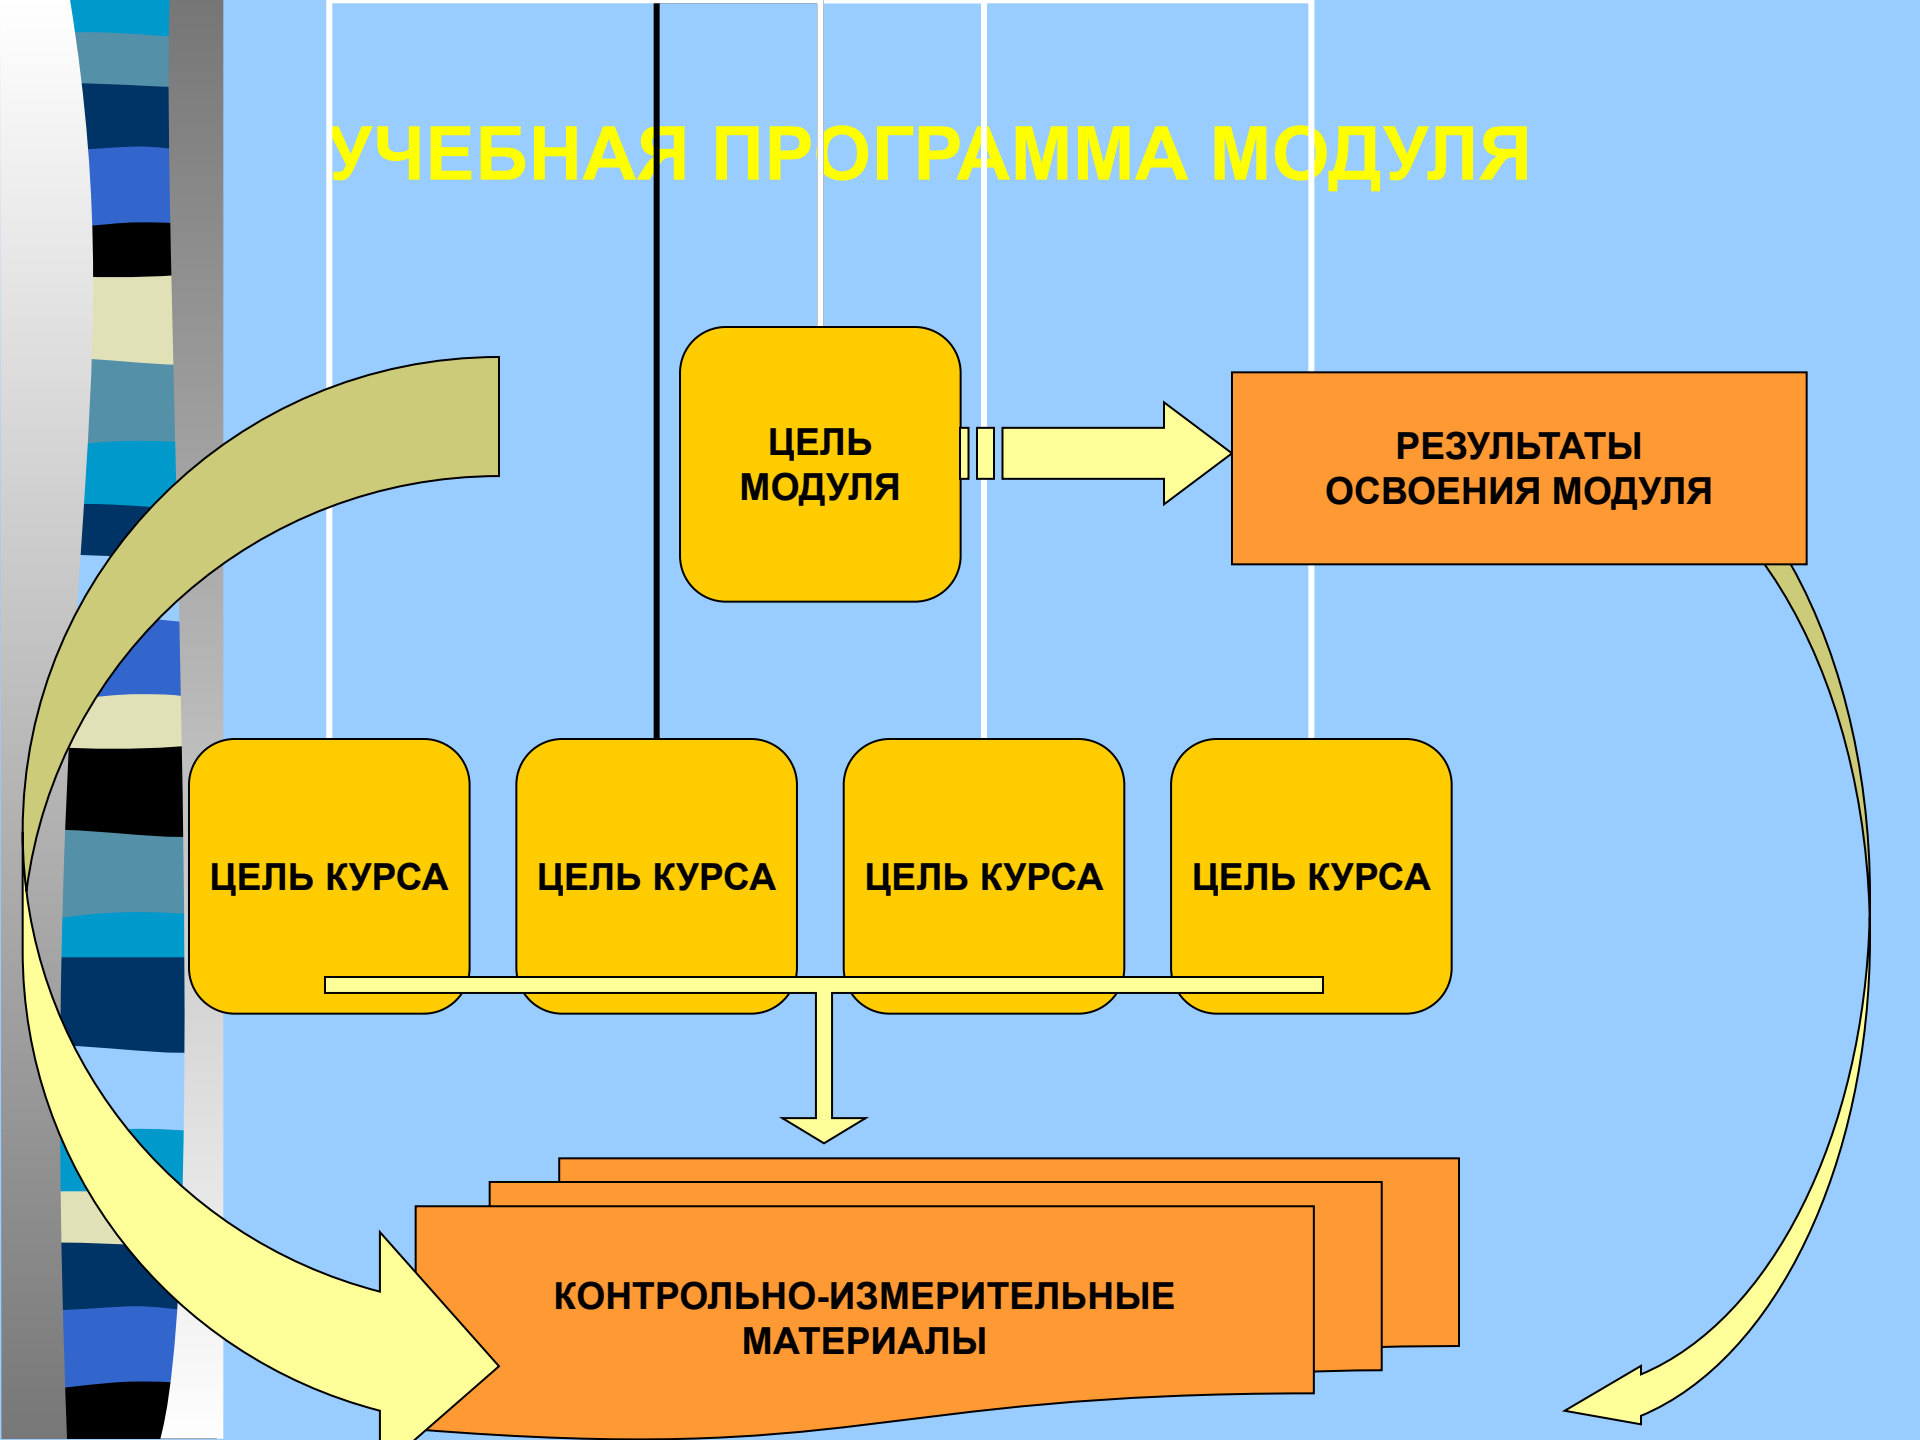 УЧЕБНАЯ ПРОГРАММА МОДУЛЯ
ЦЕЛЬ
МОДУЛЯ
РЕЗУЛЬТАТЫ
ОСВОЕНИЯ МОДУЛЯ
ЦЕЛЬ КУРСА
ЦЕЛЬ КУРСА
ЦЕЛЬ КУРСА
ЦЕЛЬ КУРСА
КОНТРОЛЬНО-ИЗМЕРИТЕЛЬНЫЕ
МАТЕРИАЛЫ